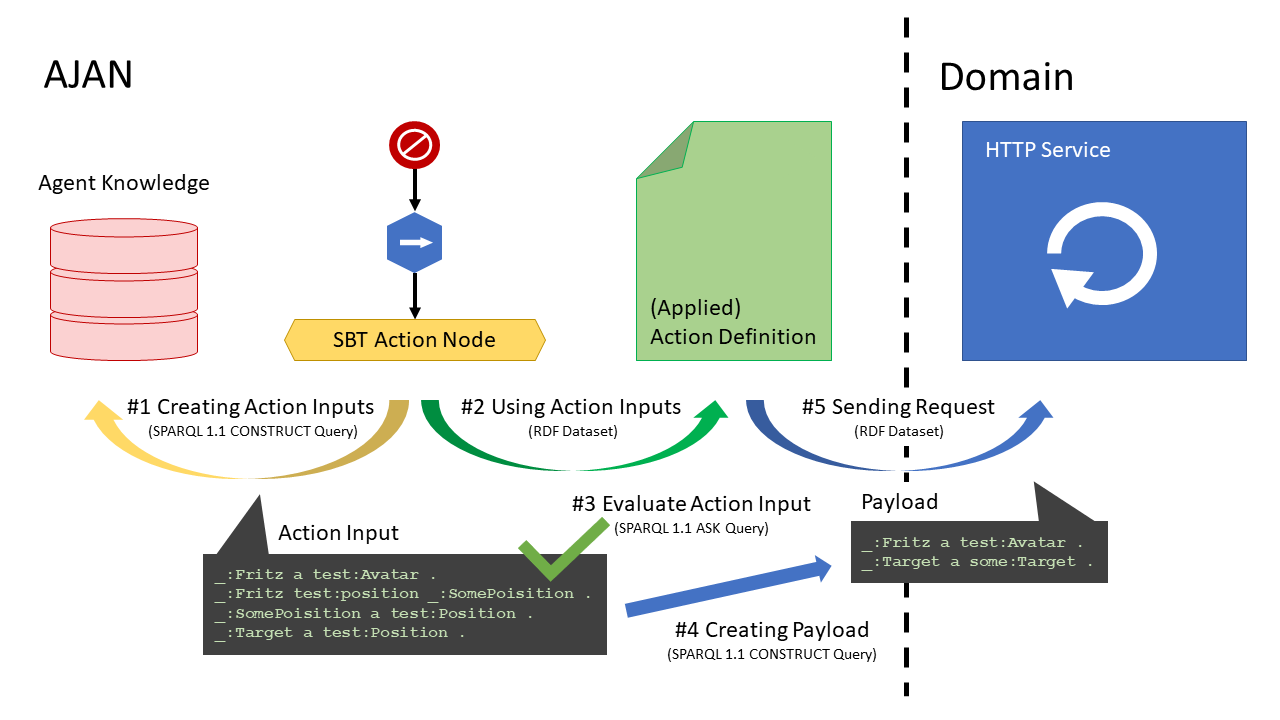 AJAN
Domain
HTTP Service
Agent Knowledge
(Applied)
Action Definition
SBT Action Node
#1 Creating Action Inputs
(SPARQL 1.1 CONSTRUCT Query)
#2 Using Action Inputs
(RDF Dataset)
#5 Sending Request
(RDF Dataset)
#3 Evaluate Action Input
(SPARQL 1.1 ASK Query)
Payload
_:Fritz a test:Avatar .
_:Target a some:Target .
Action Input
_:Fritz a test:Avatar .
_:Fritz test:position _:SomePoisition .
_:SomePoisition a test:Position .
_:Target a test:Position .
#4 Creating Payload
(SPARQL 1.1 CONSTRUCT Query)